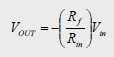 V_OUT = -(R_f / R_in) V_in